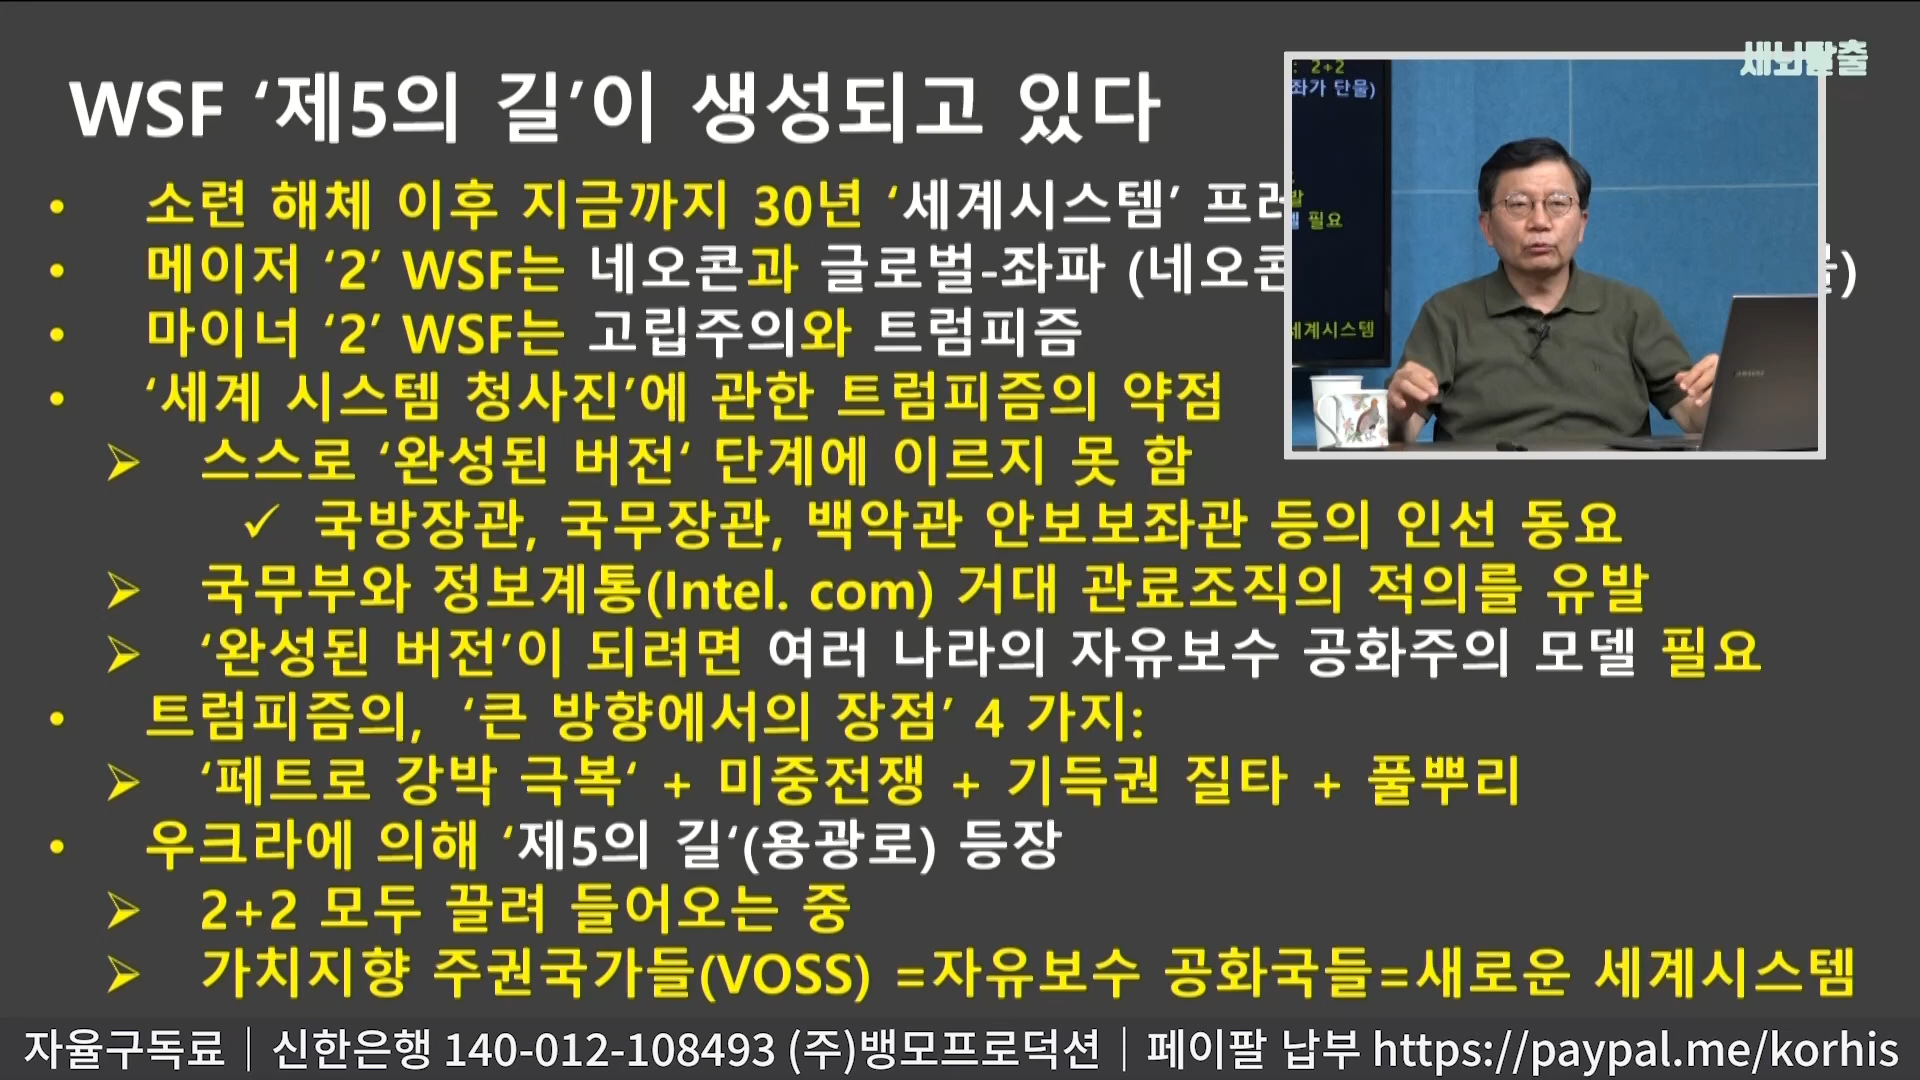 WSF ‘제5의 길’이 생성되고 있다
세뇌탈출
• 소련 해체 이후 지금까지 30년 ‘세계시스템’ 프레
• 메이저 ‘2’ WSF는 네오콘과 글로벌-좌파 (네오콘
• 마이너 ‘2’ WSF는 고립주의와 트럼피즘
• ‘세계 시스템 청사진’에 관한 트럼피즘의 약점
➢ 스스로 ‘완성된 버전‘ 단계에 이르지 못 함
✓ 국방장관, 국무장관, 백악관 안보보좌관 등의 인선 동요
➢ 국무부와 정보계통(Intel. com) 거대 관료조직의 적의를 유발
➢ ‘완성된 버전’이 되려면 여러 나라의 자유보수 공화주의 모델 필요
• 트럼피즘의, ‘큰 방향에서의 장점’ 4 가지:
➢ ‘페트로 강박 극복‘ + 미중전쟁 + 기득권 질타 + 풀뿌리
• 우크라에 의해 ‘제5의 길‘(용광로) 등장
➢ 2+2 모두 끌려 들어오는 중
➢ 가치지향 주권국가들(VOSS) =자유보수 공화국들=새로운 세계시스템
: 2+2
좌가 단물)
발
필요
세계시스템
자율구독료｜신한은행 140-012-108493 (주)뱅모프로덕션｜페이팔 납부 https://paypal.me/korhis